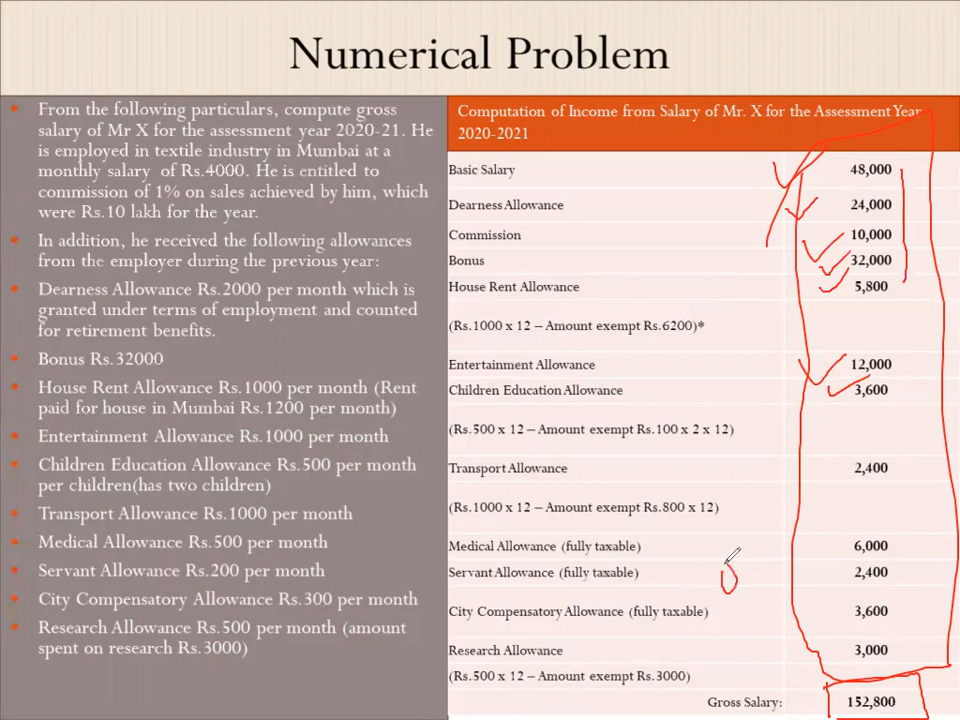 Numerical Problem
From the following particulars, compute gross
salary of Mr X for the assessment year 2020-21. He
is employed in textile industry in Mumbai at a
monthly salary of Rs.4000. He is entitled to
commission of 1% on sales achieved by him, which
were Rs.10 lakh for the year.
In addition, he received the following allowances
from the employer during the previous year:
Dearness Allowance Rs.2000 per month which is
granted under terms of employment and counted
for retirement benefits.
Bonus Rs.32000
House Rent Allowance Rs.1000 per month (Rent
paid for house in Mumbai Rs.1200 per month)
Entertainment Allowance Rs.1000 per month
Children Education Allowance Rs.500 per month
per children(has two children)
Transport Allowance Rs.1000 per month
Medical Allowance Rs.500 per month
Servant Allowance Rs.200 per month
City Compensatory Allowance Rs.300 per month
Research Allowance Rs.500 per month (amount
spent on research Rs.3000)
Computation of Income from Salary of Mr. X for the Assessment Year
2020-2021
Basic Salary 48,000
Dearness Allowance 24,000
Commission 10,000
Bonus 32,000
House Rent Allowance 5,800
(Rs.1000 x 12 – Amount exempt Rs.6200)*
Entertainment Allowance 12,000
Children Education Allowance 3,600
(Rs.500 x 12 – Amount exempt Rs.100 x 2 x 12)
Transport Allowance 2,400
(Rs.1000 x 12 – Amount exempt Rs.800 x 12)
Medical Allowance (fully taxable) 6,000
Servant Allowance (fully taxable) 2,400
City Compensatory Allowance (fully taxable) 3,600
Research Allowance 3,000
(Rs.500 x 12 – Amount exempt Rs.3000)
Gross Salary: 152,800